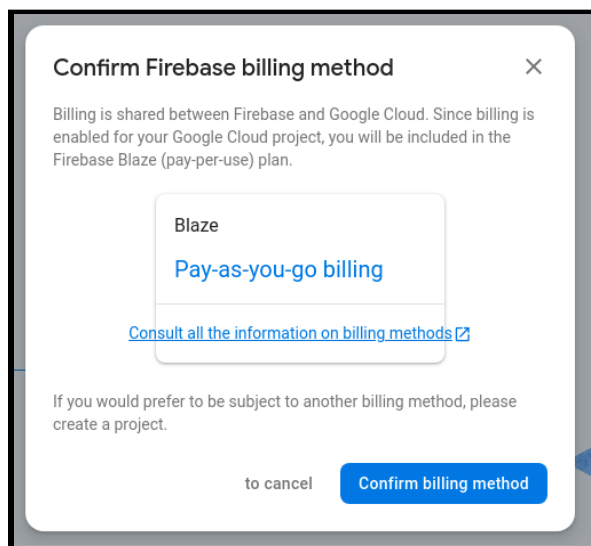 Confirm Firebase billing method
Billing is shared between Firebase and Google Cloud. Since billing is
enabled for your Google Cloud project, you will be included in the
Firebase Blaze (pay-per-use) plan.
Blaze
Pay-as-you-go billing
Consult all the information on billing methods
If you would prefer to be subject to another billing method, please
create a project.
to cancel
Confirm billing method